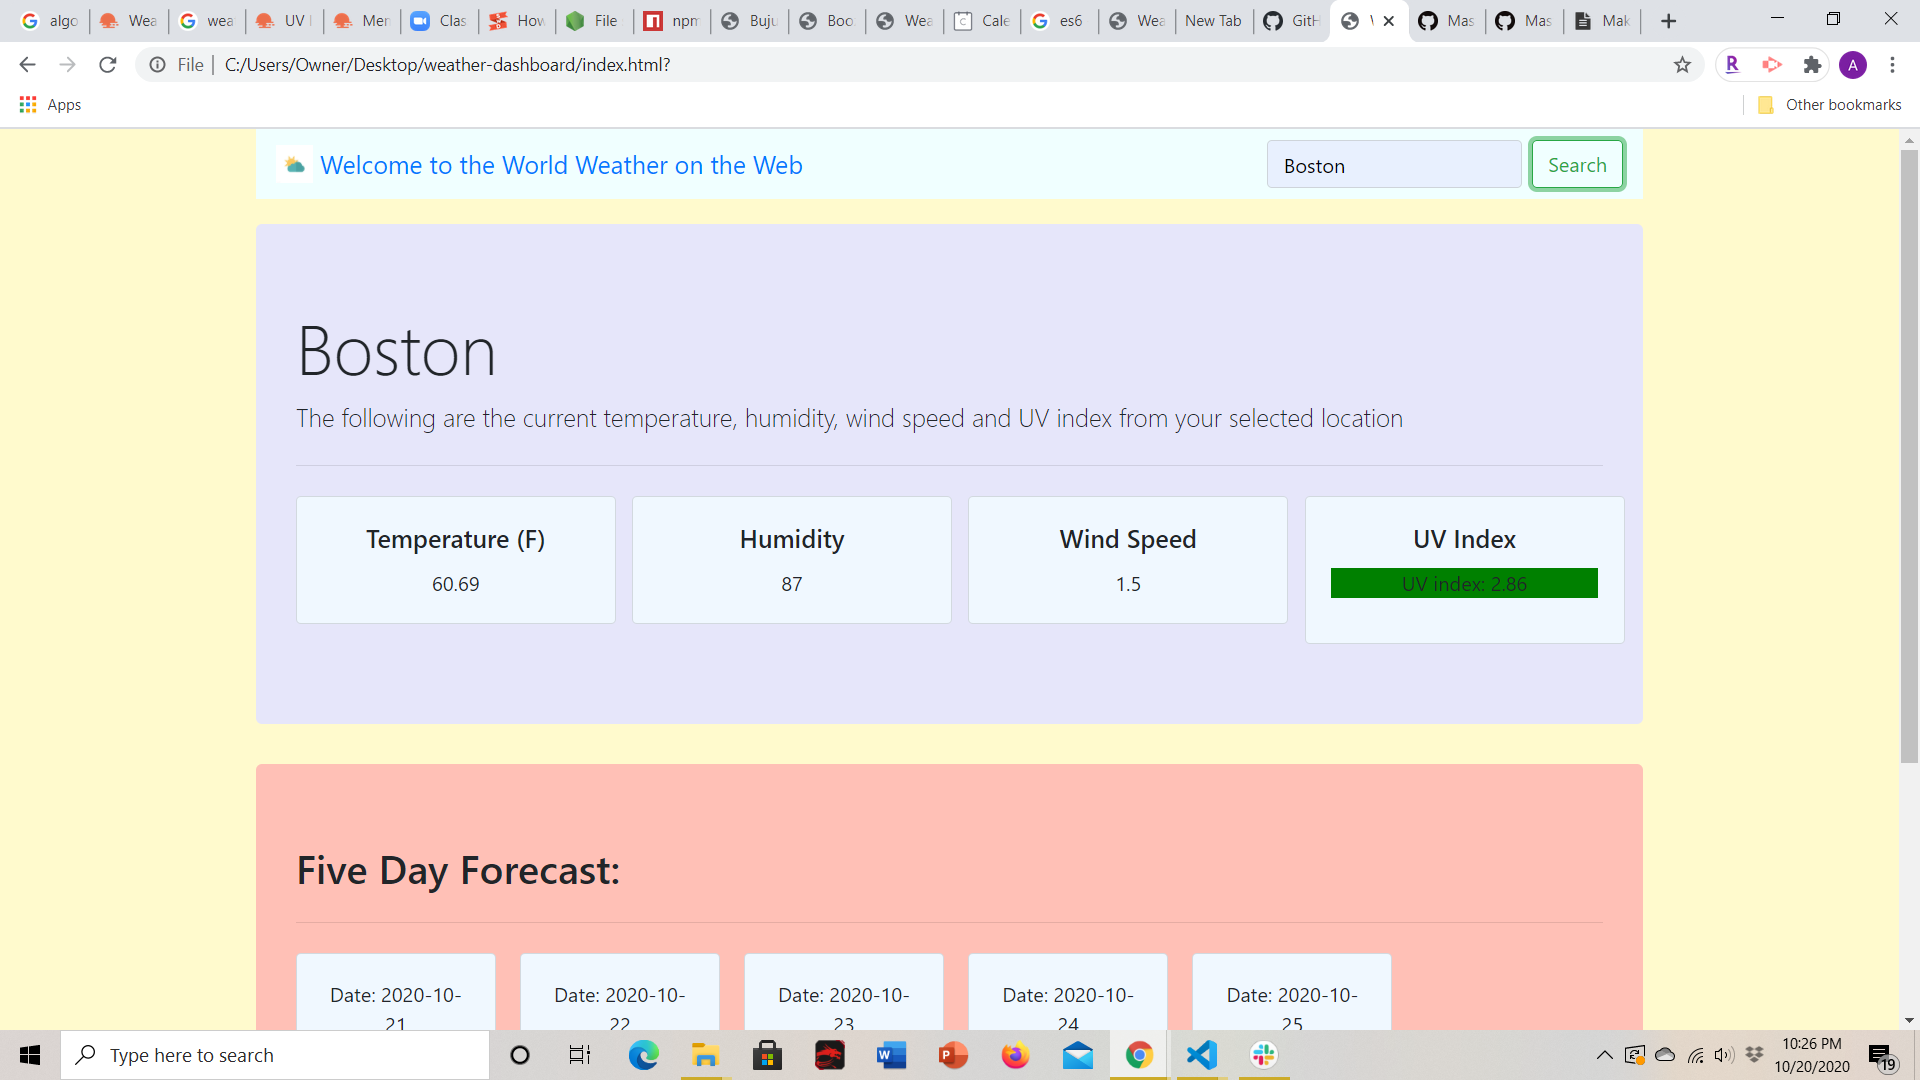 algo Wea wea UV I Mer Clas How File npm Buju Boo Wea Cale es6 Wea New Tab GitH Mas Mas Mak
File C:/Users/Owner/Desktop/weather-dashboard/index.html? R A
Apps Other bookmarks
Welcome to the World Weather on the Web Boston Search
Boston
The following are the current temperature, humidity, wind speed and UV index from your selected location
Temperature (F) Humidity Wind Speed UV Index
60.69 87 1.5 UV index: 2.86
Five Day Forecast:
Date: 2020-10- Date: 2020-10- Date: 2020-10- Date: 2020-10- Date: 2020-10-
21 22 23 24 25
Type here to search
10:26 PM
10/20/2020
19